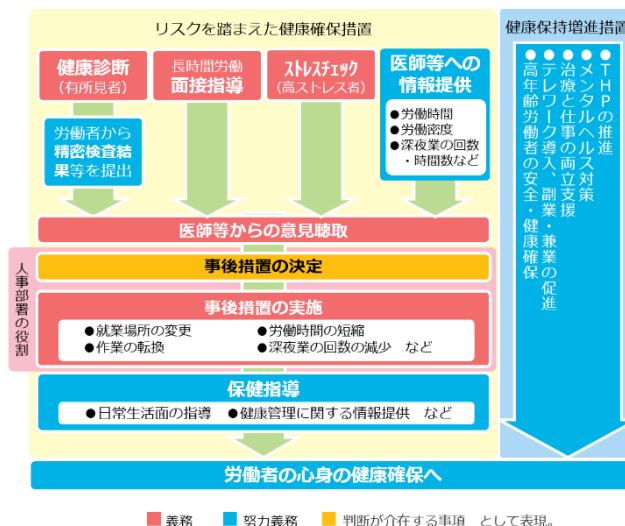 リスクを踏まえた健康確保措置
健康診断
(有所見者)
労働者から
精密検査結
果等を提出
長時間労働
面接指導
ストレスチェック
(高ストレス者)
医師等への
情報提供
●労働時間
●労働密度
●深夜業の回数
・時間数など
医師等からの意見聴取
人事部署の役割
事後措置の決定
事後措置の実施
●就業場所の変更 ●労働時間の短縮
●作業の転換 ●深夜業の回数の減少 など
保健指導
●日常生活面の指導 ●健康管理に関する情報提供 など
健康保持増進措置
●THPの推進
●メンタルヘルス対策
●治療と仕事の両立支援
●テレワーク導入、副業・兼業の促進
●高年齢労働者の安全・健康確保
労働者の心身の健康確保へ
■義務 ■努力義務 ■判断が介在する事項 として表現。